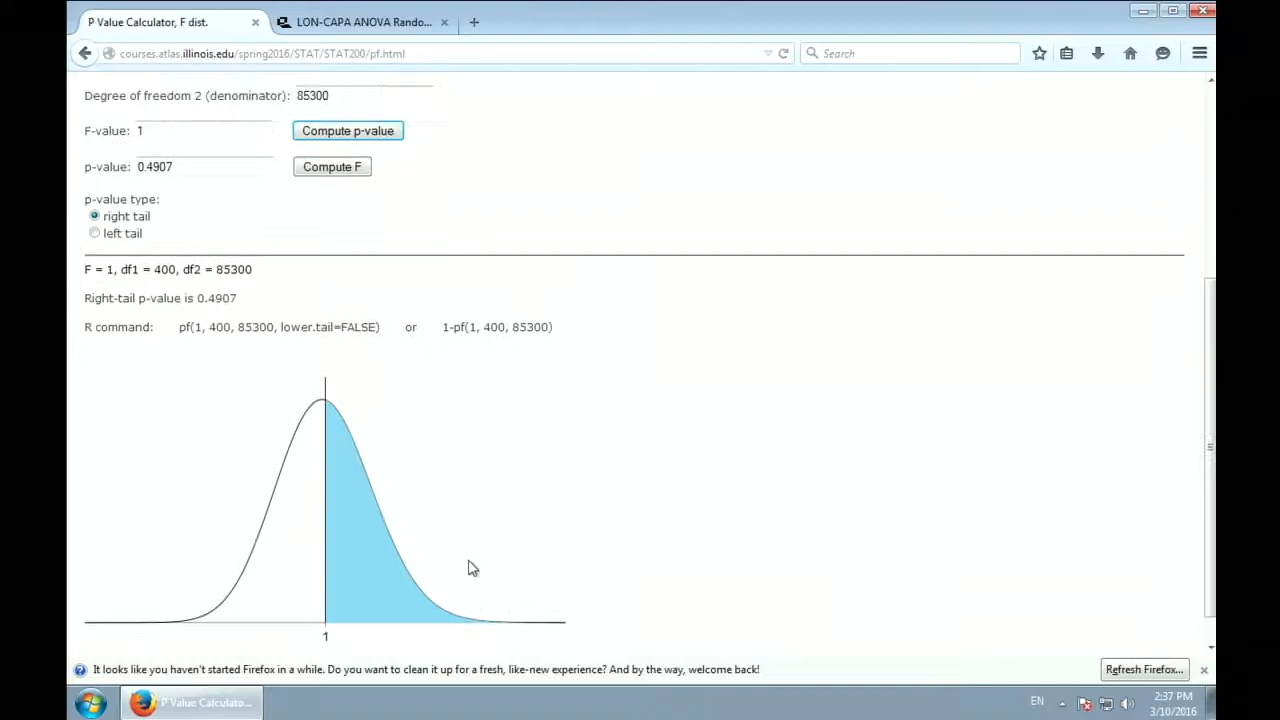 P Value Calculator, F dist.
LON-CAPA ANOVA Rando...
courses.atlas.illinois.edu/spring2016/STAT/STAT200/pf.html
Search
Degree of freedom 2 (denominator): 85300
F-value: 1 Compute p-value
p-value: 0.4907 Compute F
p-value type:
right tail
left tail
F = 1, df1 = 400, df2 = 85300
Right-tail p-value is 0.4907
R command: pf(1, 400, 85300, lower.tail=FALSE) or 1-pf(1, 400, 85300)
1
It looks like you haven't started Firefox in a while. Do you want to clean it up for a fresh, like-new experience? And by the way, welcome back! Refresh Firefox...
P Value Calculato...
EN
2:37 PM
3/10/2016